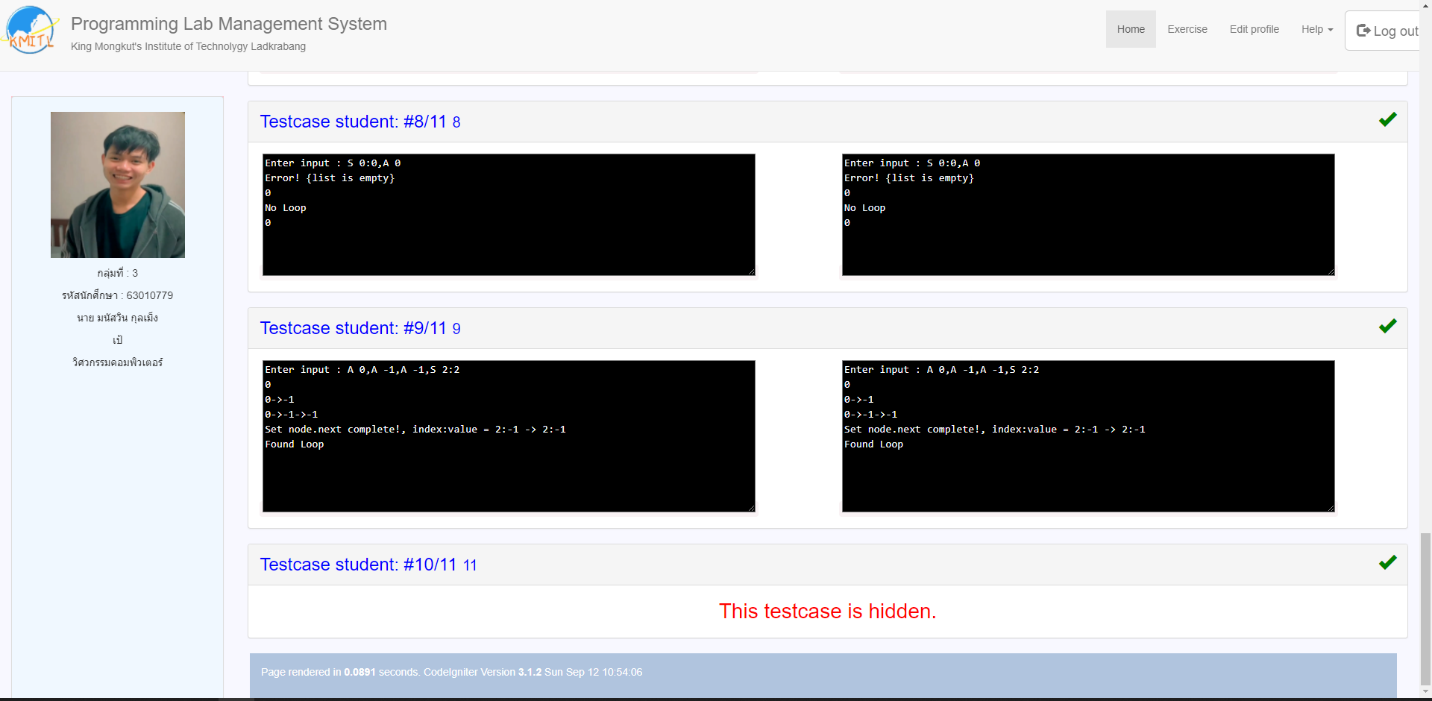 KMITL
Programming Lab Management System
King Mongkut's Institute of Technolygy Ladkrabang
Home
Exercise
Edit profile
Help
Log out
กลุ่มที่ : 3
รหัสนักศึกษา : 63010779
นาย มนัสวิน กุลเม็ง
เป้
วิศวกรรมคอมพิวเตอร์
Testcase student: #8/11 8
Enter input : S 0:0,A 0
Error! {list is empty}
0
No Loop
0
Enter input : S 0:0,A 0
Error! {list is empty}
0
No Loop
0
Testcase student: #9/11 9
Enter input : A 0,A -1,A -1,S 2:2
0
0->-1
0->-1->-1
Set node.next complete!, index:value = 2:-1 -> 2:-1
Found Loop
Enter input : A 0,A -1,A -1,S 2:2
0
0->-1
0->-1->-1
Set node.next complete!, index:value = 2:-1 -> 2:-1
Found Loop
Testcase student: #10/11 11
This testcase is hidden.
Page rendered in 0.0891 seconds. CodeIgniter Version 3.1.2 Sun Sep 12 10:54:06